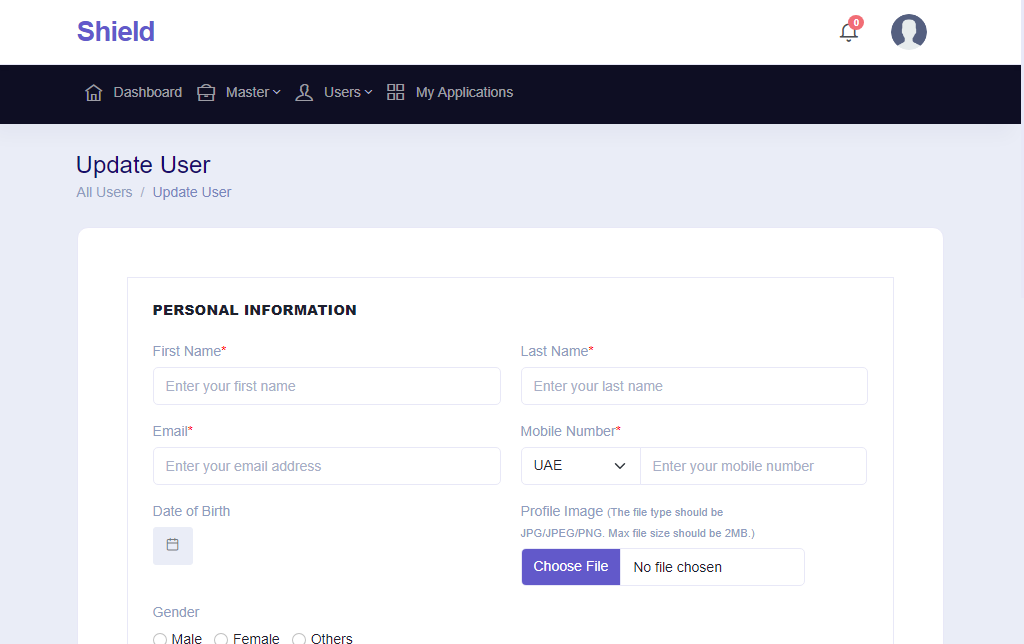 Shield
0
Dashboard Master Users My Applications
Update User
All Users / Update User
PERSONAL INFORMATION
First Name* Last Name*
Enter your first name Enter your last name
Email* Mobile Number*
Enter your email address UAE Enter your mobile number
Date of Birth Profile Image (The file type should be
JPG/JPEG/PNG. Max file size should be 2MB.)
Choose File No file chosen
Gender
Male Female Others